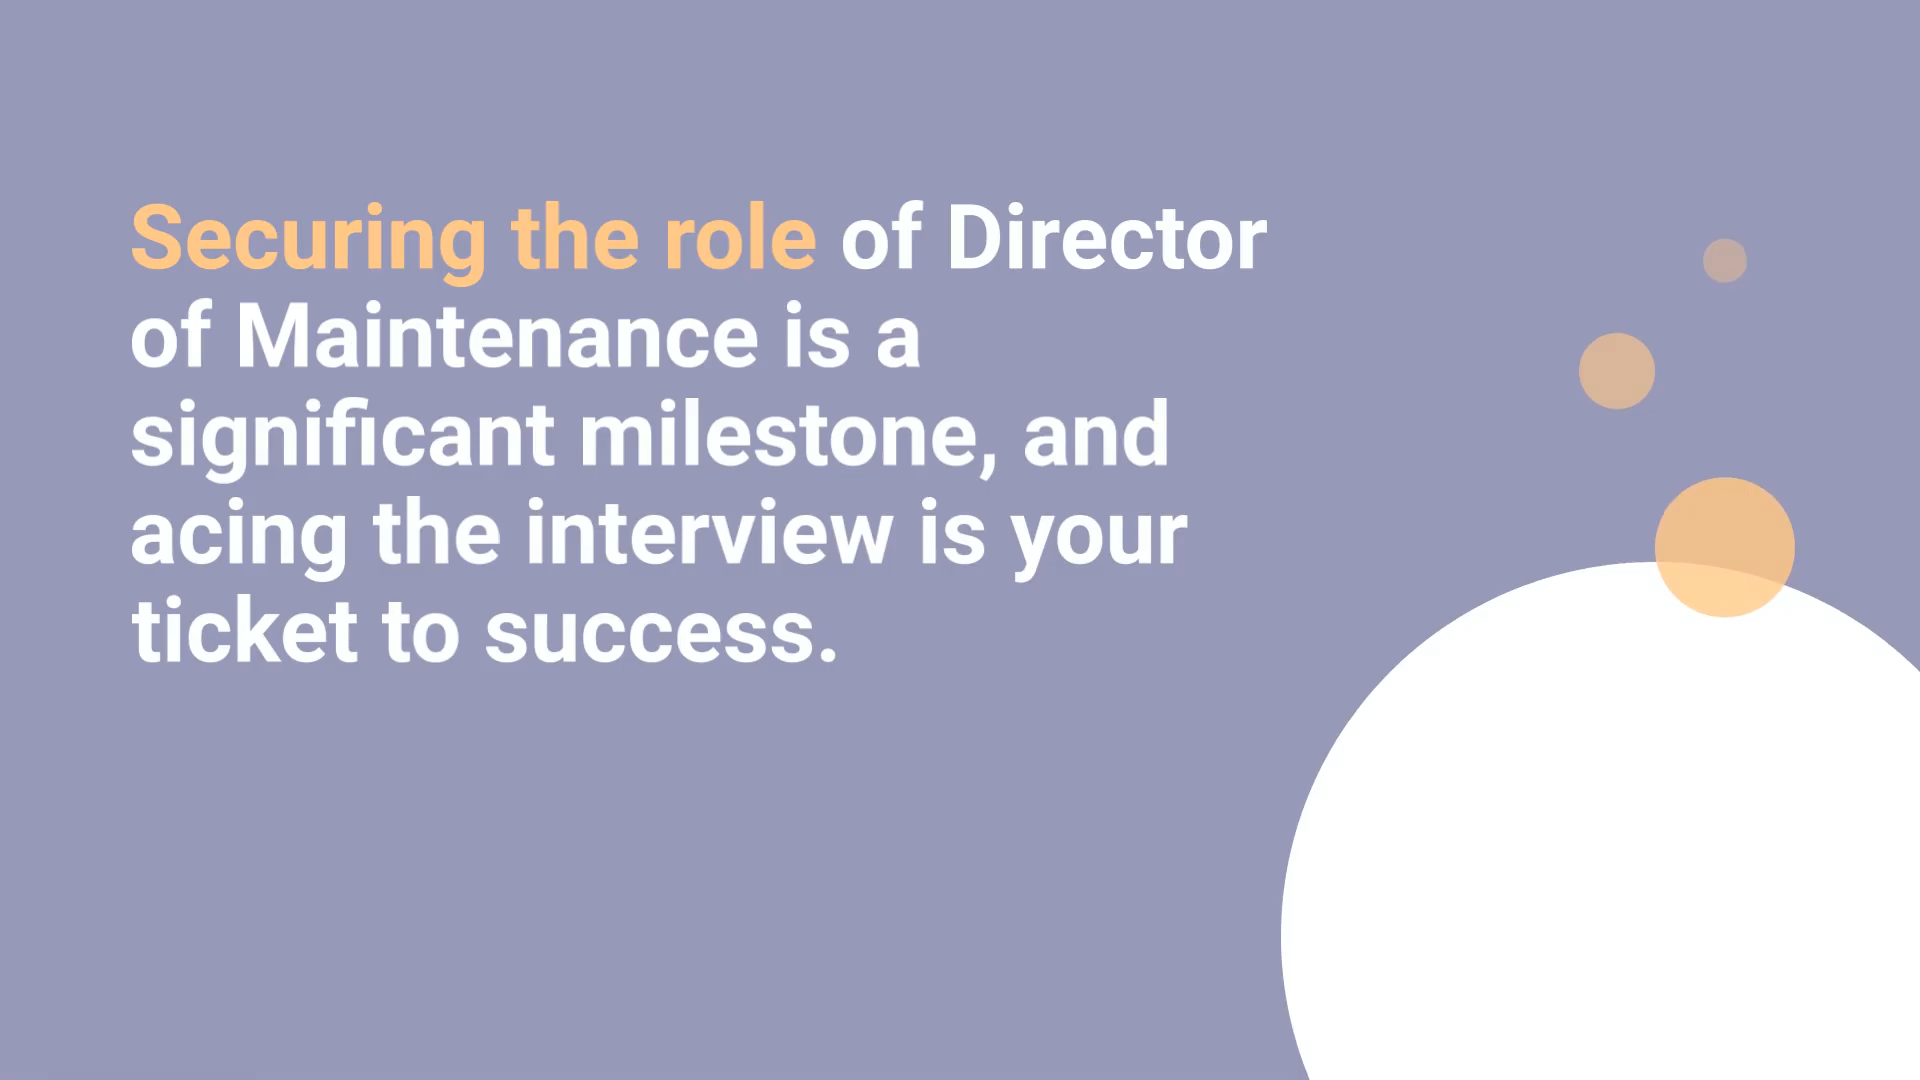 Securing the role of Director
of Maintenance is a
significant milestone, and
acing the interview is your
ticket to success.